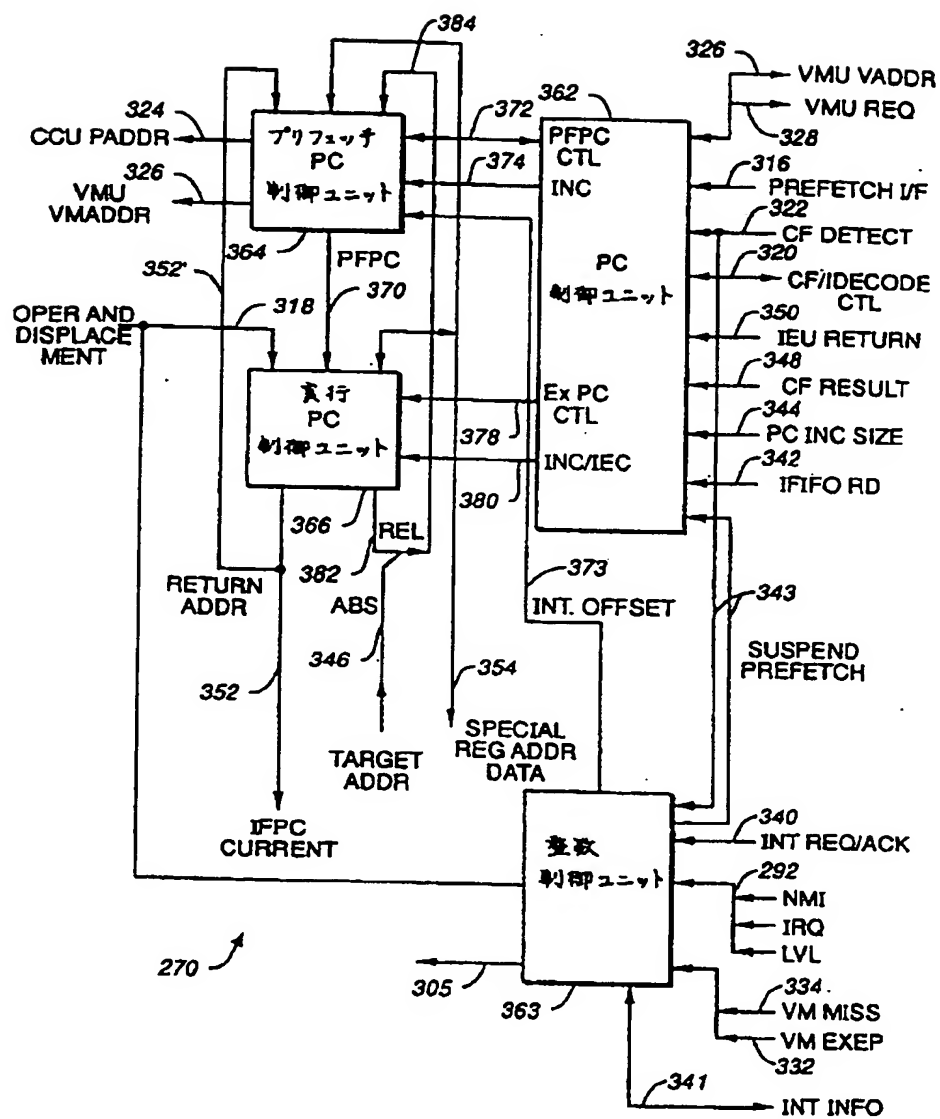 384
326
VMU VADDR
VMU REQ
328
324
CCU PADDR
326
VMU
VMADDR
プリフェッチ
PC
制御ユニット
364
372
374
362
PFPC
CTL
INC
PC
制御ユニット
316
PREFETCH I/F
322
CF DETECT
320
CF/IDECODE
CTL
350
IEU RETURN
348
CF RESULT
344
PC INC SIZE
342
IFIFO RD
352'
PFPC
370
318
OPER AND
DISPLACE
MENT
実行
PC
制御ユニット
366
Ex PC
CTL
378
INC/IEC
380
REL
382
RETURN
ADDR
ABS
346
352
373
INT. OFFSET
343
SUSPEND
PREFETCH
354
TARGET
ADDR
SPECIAL
REG ADDR
DATA
IFPC
CURRENT
整数
制御ユニット
340
INT REQ/ACK
292
NMI
IRQ
LVL
270
305
363
334
VM MISS
VM EXEP
332
341
INT INFO